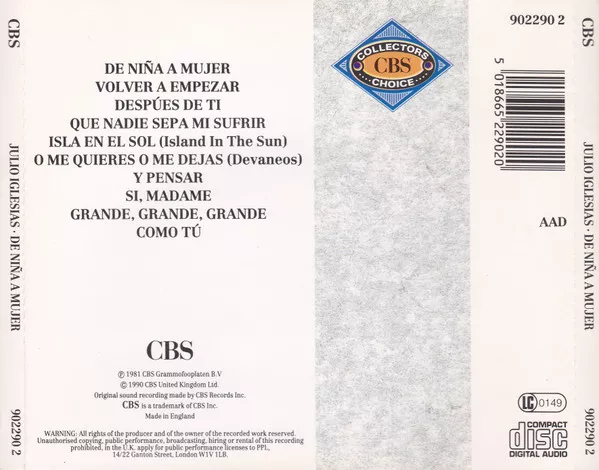 CBS
JULIO IGLESIAS · DE NIÑA A MUJER
902290 2
DE NIÑA A MUJER
VOLVER A EMPEZAR
DESPÚES DE TI
QUE NADIE SEPA MI SUFRIR
ISLA EN EL SOL (Island In The Sun)
O ME QUIERES O ME DEJAS (Devaneos)
Y PENSAR
SI, MADAME
GRANDE, GRANDE, GRANDE
COMO TÚ
CBS
℗ 1981 CBS Grammofooplaten B.V
© 1990 CBS United Kingdom Ltd.
Original sound recording made by CBS Records Inc.
CBS is a trademark of CBS Inc.
Made in England
WARNING: All rights of the producer and of the owner of the recorded work reserved.
Unauthorised copying, public performance, broadcasting, hiring or rental of this recording
prohibited, in the U.K. apply for public performance licenses to PPL,
14/22 Ganton Street, London W1V 1LB.
COLLECTORS
CBS
CHOICE
902290 2
5 018665 229020
AAD
LC 0149
COMPACT
disc
DIGITAL AUDIO
CBS
JULIO IGLESIAS · DE NIÑA A MUJER
902290 2